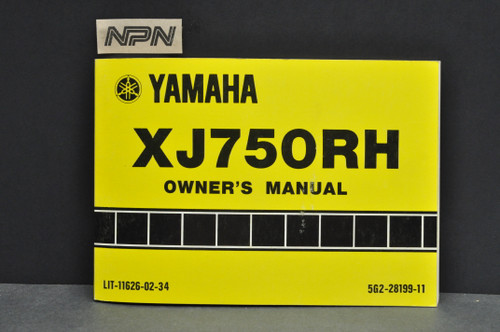 NPN
YAMAHA
XJ750RH
OWNER'S MANUAL
LIT-11626-02-34
5G2-28199-11